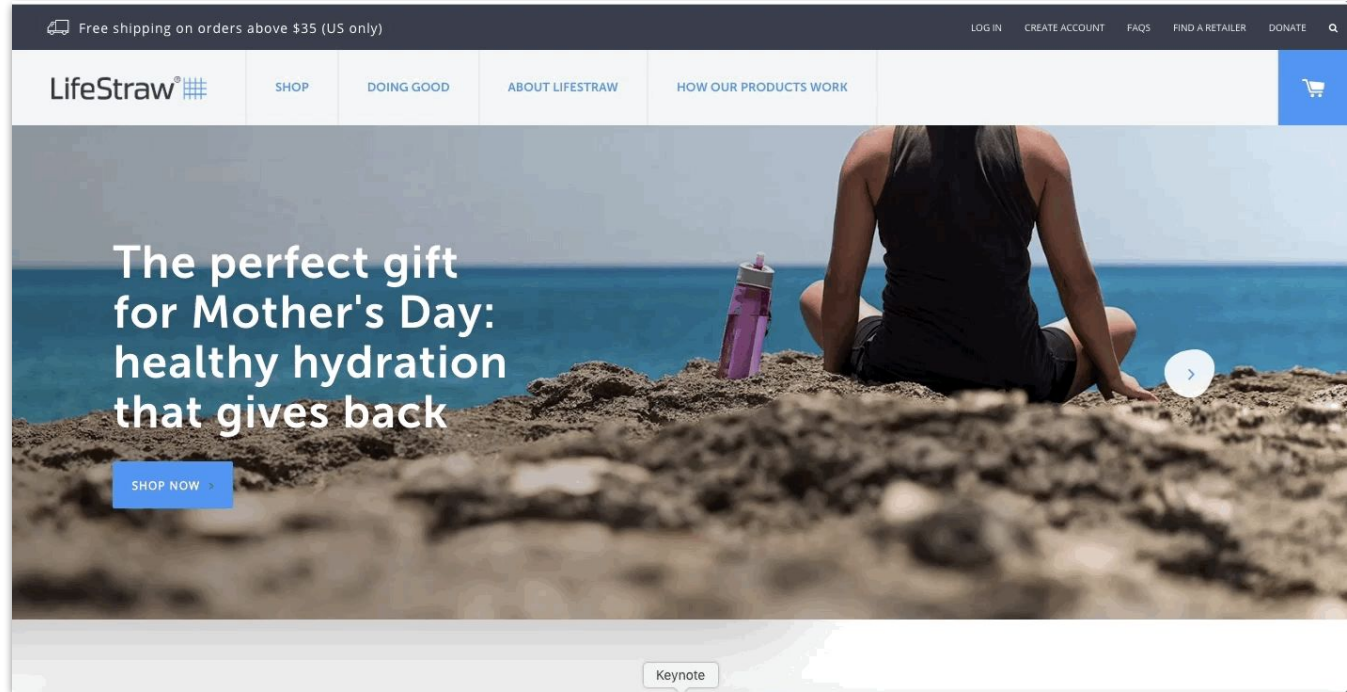 Free shipping on orders above $35 (US only)
LOG IN CREATE ACCOUNT FAQS FIND A RETAILER DONATE
LifeStraw®
SHOP DOING GOOD ABOUT LIFESTRAW HOW OUR PRODUCTS WORK
The perfect gift
for Mother's Day:
healthy hydration
that gives back
SHOP NOW >
Keynote